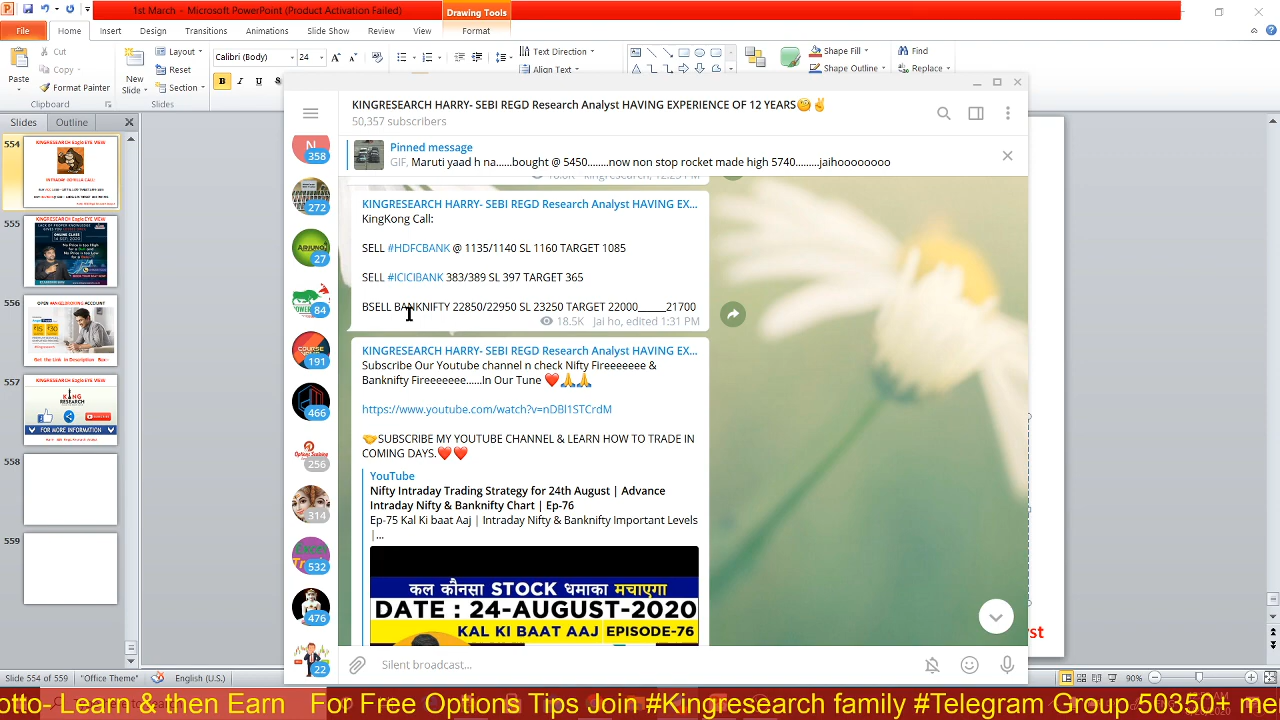 1st March - Microsoft PowerPoint (Product Activation Failed)
Drawing Tools
File Home Insert Design Transitions Animations Slide Show Review View Format
Paste
Cut
Copy
Format Painter
Clipboard
New Slide
Layout
Reset
Section
Slides
Calibri (Body) 24
B I U S
Text Direction
Align Text
Shape Fill
Shape Outline
Find
Replace
Slides Outline
554
555
556
557
558
559
KINGRESEARCH HARRY- SEBI REGD Research Analyst HAVING EXPERIENCE OF 12 YEARS🧐✌
50,357 subscribers
Pinned message
GIF, Maruti yaad h na......bought @ 5450........now non stop rocket made high 5740........jaihoooooooo
358
272
27
84
191
466
256
314
532
476
22
KINGRESEARCH HARRY- SEBI REGD Research Analyst HAVING EX...
KingKong Call:
SELL #HDFCBANK @ 1135/1140 SL 1160 TARGET 1085
SELL #ICICIBANK 383/389 SL 397 TARGET 365
BSELL BANKNIFTY 22850/22950 SL 23250 TARGET 22000______21700
18.5K Jai ho, edited 1:31 PM
KINGRESEARCH HARRY- SEBI REGD Research Analyst HAVING EX...
Subscribe Our Youtube channel n check Nifty Fireeeeeee &
Banknify Fireeeeeee......In Our Tune ❤🙏🙏
https://www.youtube.com/watch?v=nDBl1STCrdM
🤝SUBSCRIBE MY YOUTUBE CHANNEL & LEARN HOW TO TRADE IN
COMING DAYS.❤❤
YouTube
Nifty Intraday Trading Strategy for 24th August | Advance
Intraday Nifty & Banknifty Chart | Ep-76
Ep-75 Kal Ki baat Aaj | Intraday Nifty & Banknifty Important Levels
|...
कल कौनसा STOCK धमाका मचाएगा
DATE : 24-AUGUST-2020
KAL KI BAAT AAJ EPISODE-76
Silent broadcast...
Slide 554 of 559 "Office Theme" English (U.S.) 90%
otto- Learn & then Earn For Free Options Tips Join #Kingresearch family #Telegram Group 50350+ me